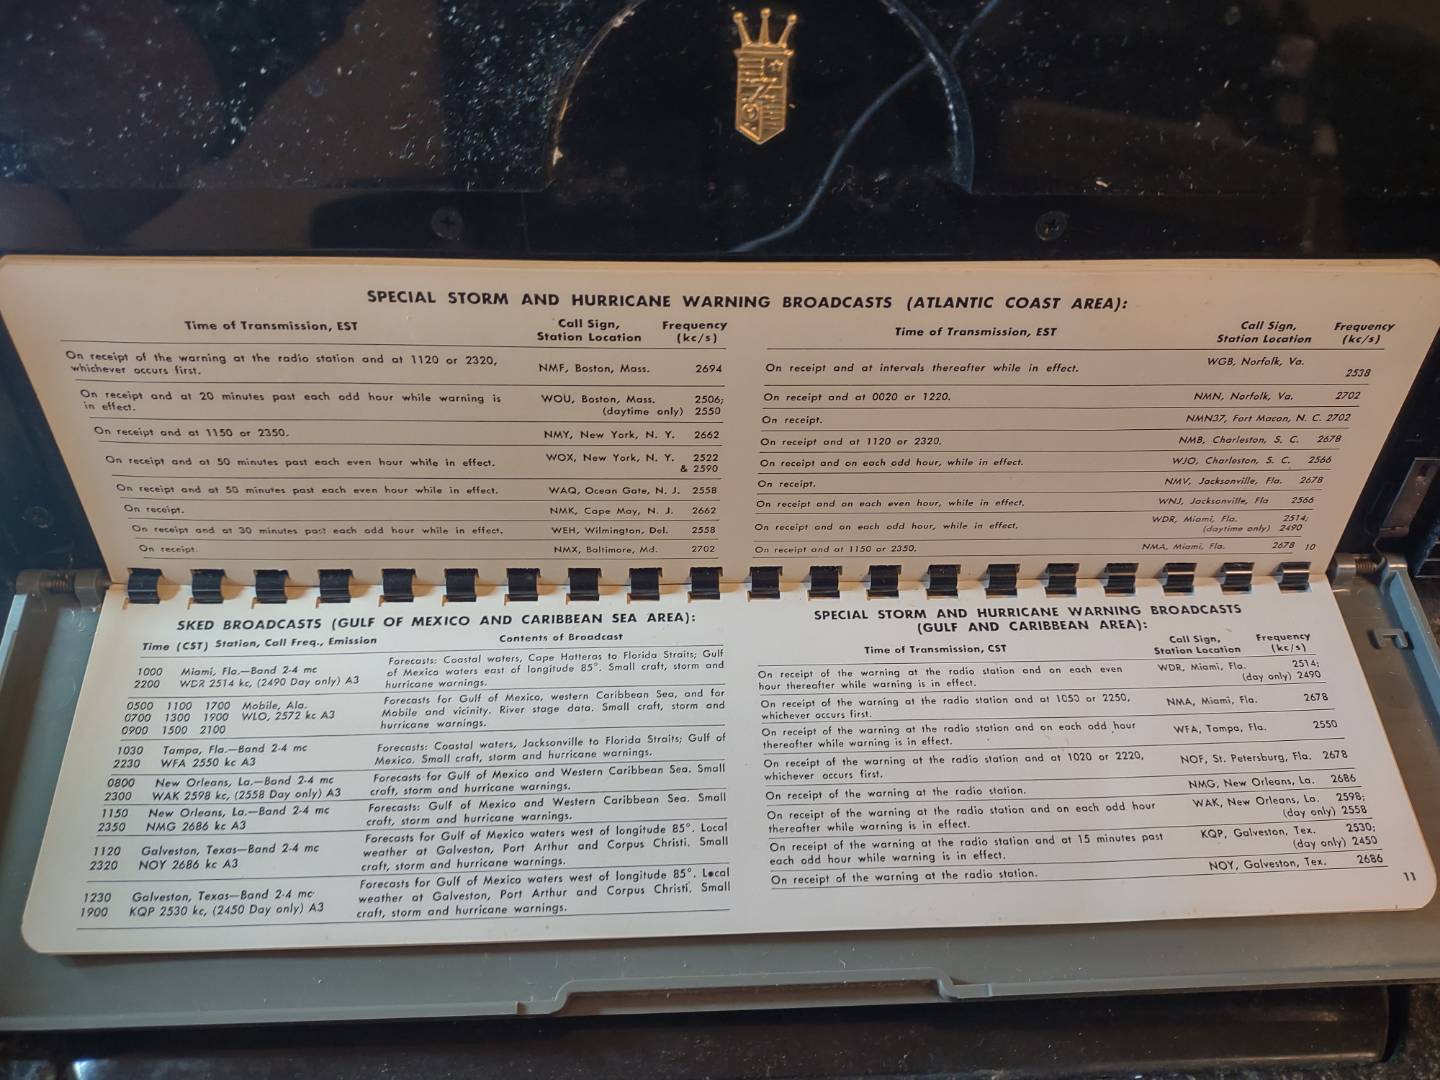 SPECIAL STORM AND HURRICANE WARNING BROADCASTS (ATLANTIC COAST AREA):
Time of Transmission, EST
Call Sign, Station Location
Frequency (kc/s)
On receipt of the warning at the radio station and at 1120 or 2320,
whichever occurs first. NMF, Boston, Mass. 2694
On receipt and at 20 minutes past each odd hour while warning is WOU, Boston, Mass. 2506;
in effect. (daytime only) 2550
On receipt and at 1150 or 2350. NMY, New York, N. Y. 2662
On receipt and at 50 minutes past each even hour while in effect. WOX, New York, N. Y. 2522
& 2590
On receipt and at 50 minutes past each even hour while in effect. WAQ, Ocean Gate, N. J. 2558
On receipt. NMK, Cape May, N. J. 2662
On receipt and at 30 minutes past each odd hour while in effect. WEH, Wilmington, Del. 2558
On receipt. NMX, Baltimore, Md. 2702
Time of Transmission, EST
Call Sign, Station Location
Frequency (kc/s)
On receipt and at intervals thereafter while in effect. WGB, Norfolk, Va. 2538
On receipt and at 0020 or 1220. NMN, Norfolk, Va. 2702
On receipt. NMN37, Fort Macon, N. C. 2702
On receipt and at 1120 or 2320. NMB, Charleston, S. C. 2678
On receipt and on each odd hour, while in effect. WJO, Charleston, S. C. 2566
On receipt. NMV, Jacksonville, Fla. 2678
On receipt and on each even hour, while in effect. WNJ, Jacksonville, Fla 2566
On receipt and on each odd hour, while in effect. WDR, Miami, Fla. 2514;
(daytime only) 2490
On receipt and at 1150 or 2350. NMA, Miami, Fla. 2678
10
SKED BROADCASTS (GULF OF MEXICO AND CARIBBEAN SEA AREA):
Time (CST) Station, Call Freq., Emission Contents of Broadcast
1000 Miami, Fla.—Band 2-4 mc Forecasts: Coastal waters, Cape Hatteras to Florida Straits; Gulf
2200 WDR 2514 kc, (2490 Day only) A3 of Mexico waters east of longitude 85°. Small craft, storm and
hurricane warnings.
0500 1100 1700 Mobile, Ala. Forecasts for Gulf of Mexico, western Caribbean Sea, and for
0700 1300 1900 WLO, 2572 kc A3 Mobile and vicinity. River stage data. Small craft, storm and
0900 1500 2100 hurricane warnings.
1030 Tampa, Fla.—Band 2-4 mc Forecasts: Coastal waters, Jacksonville to Florida Straits; Gulf of
2230 WFA 2550 kc A3 Mexico. Small craft, storm and hurricane warnings.
0800 New Orleans, La.—Band 2-4 mc Forecasts for Gulf of Mexico and Western Caribbean Sea. Small
2300 WAK 2598 kc, (2558 Day only) A3 craft, storm and hurricane warnings.
1150 New Orleans, La.—Band 2-4 mc Forecasts: Gulf of Mexico and Western Caribbean Sea. Small
2350 NMG 2686 kc A3 craft, storm and hurricane warnings.
1120 Galveston, Texas—Band 2-4 mc Forecasts for Gulf of Mexico waters west of longitude 85°. Local
2320 NOY 2686 kc A3 weather at Galveston, Port Arthur and Corpus Christi. Small
craft, storm and hurricane warnings.
1230 Galveston, Texas—Band 2-4 mc Forecasts for Gulf of Mexico waters west of longitude 85°. Local
1900 KQP 2530 kc, (2450 Day only) A3 weather at Galveston, Port Arthur and Corpus Christi. Small
craft, storm and hurricane warnings.
SPECIAL STORM AND HURRICANE WARNING BROADCASTS
(GULF AND CARIBBEAN AREA):
Time of Transmission, CST
Call Sign, Station Location
Frequency (kc/s)
On receipt of the warning at the radio station and on each even WDR, Miami, Fla. 2514;
hour thereafter while warning is in effect. (day only) 2490
On receipt of the warning at the radio station and at 1050 or 2250, NMA, Miami, Fla. 2678
whichever occurs first.
On receipt of the warning at the radio station and on each odd hour WFA, Tampa, Fla. 2550
thereafter while warning is in effect.
On receipt of the warning at the radio station and at 1020 or 2220, NOF, St. Petersburg, Fla. 2678
whichever occurs first.
On receipt of the warning at the radio station. NMG, New Orleans, La. 2686
On receipt of the warning at the radio station and on each odd hour WAK, New Orleans, La. 2598;
thereafter while warning is in effect. (day only) 2558
On receipt of the warning at the radio station and at 15 minutes past KQP, Galveston, Tex. 2530;
each odd hour while warning is in effect. (day only) 2450
On receipt of the warning at the radio station. NOY, Galveston, Tex. 2686
11